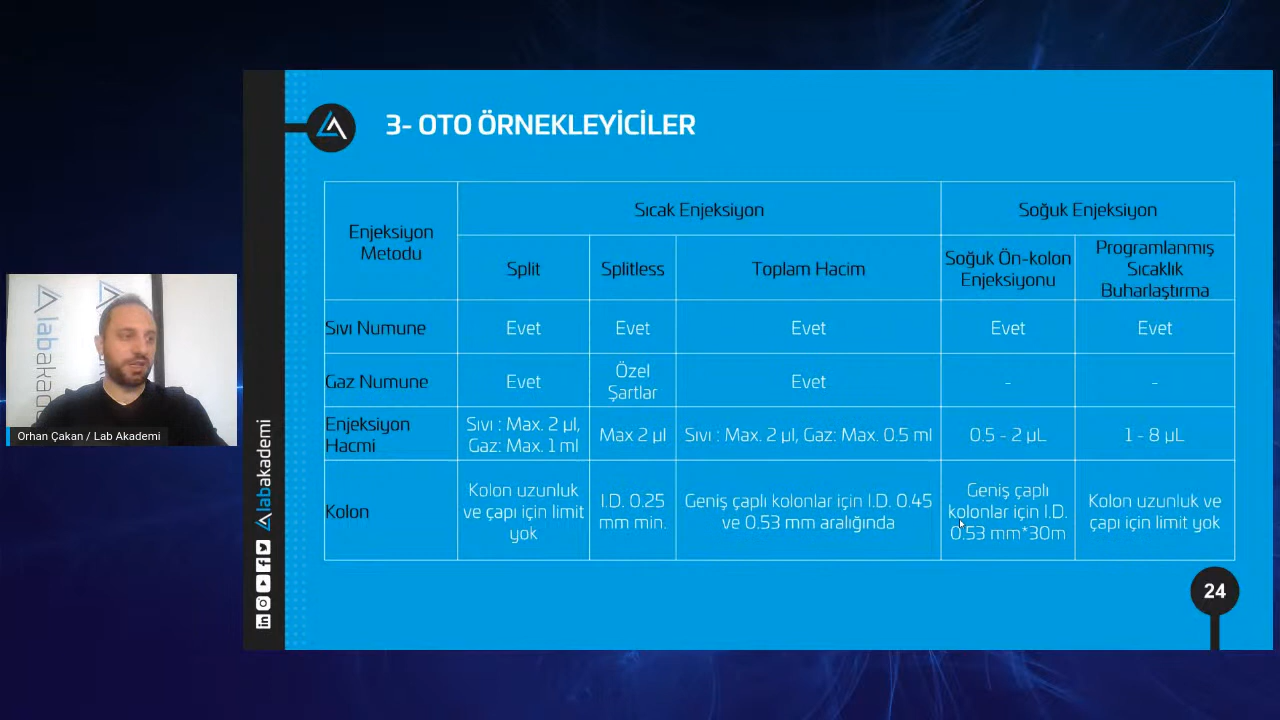 3- OTO ÖRNEKLEYİCİLER
Enjeksiyon
Metodu
Sıcak Enjeksiyon
Soğuk Enjeksiyon
Split
Splitless
Toplam Hacim
Soğuk Ön-kolon
Enjeksiyonu
Programlanmış
Sıcaklık
Buharlaştırma
Sıvı Numune
Evet
Evet
Evet
Evet
Evet
Gaz Numune
Evet
Özel
Şartlar
Evet
-
-
Enjeksiyon
Hacmi
Sıvı : Max. 2 µl,
Gaz: Max. 1 ml
Max 2 µl
Sıvı : Max. 2 µl, Gaz: Max. 0.5 ml
0.5 - 2 µL
1 - 8 µL
Kolon
Kolon uzunluk
ve çapı için limit
yok
I.D. 0.25
mm min.
Geniş çaplı kolonlar için I.D. 0.45
ve 0.53 mm aralığında
Geniş çaplı
kolonlar için I.D.
0.53 mm*30m
Kolon uzunluk ve
çapı için limit yok
24
labakademi
labakade
Orhan Çakan / Lab Akademi